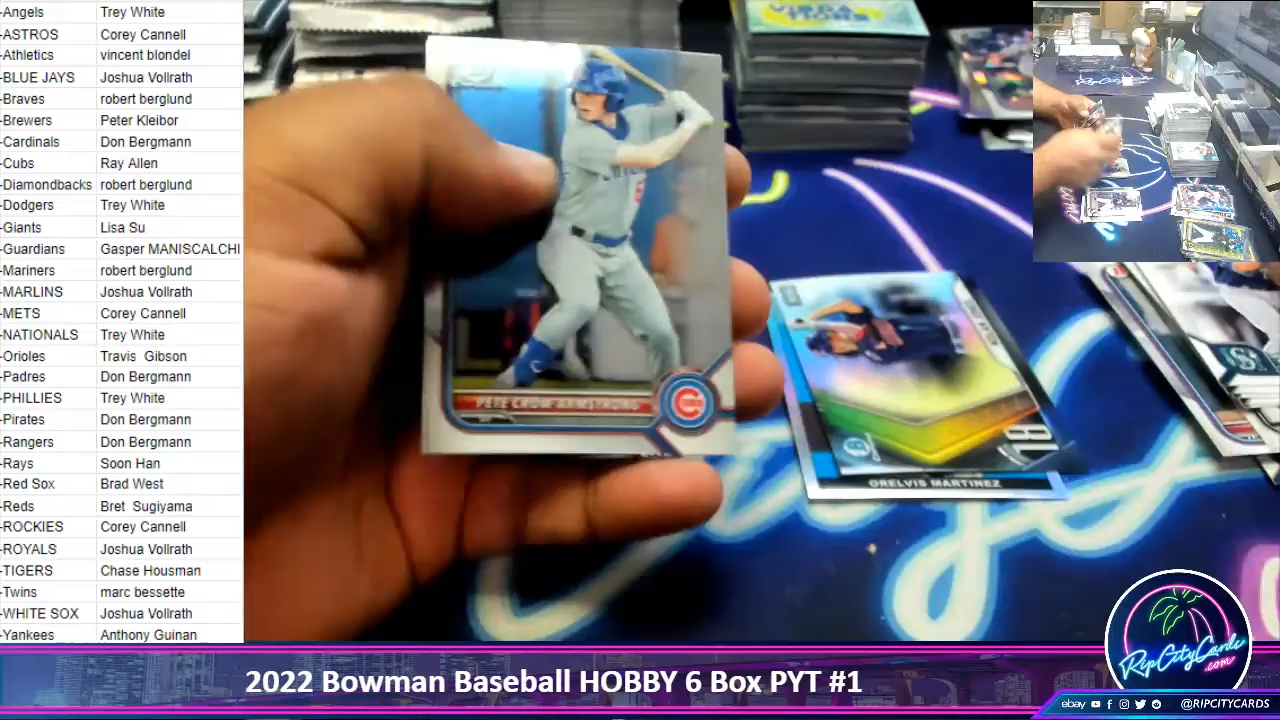 -Angels Trey White
-ASTROS Corey Cannell
-Athletics vincent blondel
-BLUE JAYS Joshua Vollrath
-Braves robert berglund
-Brewers Peter Kleibor
-Cardinals Don Bergmann
-Cubs Ray Allen
-Diamondbacks robert berglund
-Dodgers Trey White
-Giants Lisa Su
-Guardians Gasper MANISCALCHI
-Mariners robert berglund
-MARLINS Joshua Vollrath
-METS Corey Cannell
-NATIONALS Trey White
-Orioles Travis Gibson
-Padres Don Bergmann
-PHILLIES Trey White
-Pirates Don Bergmann
-Rangers Don Bergmann
-Rays Soon Han
-Red Sox Brad West
-Reds Bret Sugiyama
-ROCKIES Corey Cannell
-ROYALS Joshua Vollrath
-TIGERS Chase Housman
-Twins marc bessette
-WHITE SOX Joshua Vollrath
-Yankees Anthony Guinan
PETE CROW-ARMSTRONG
ORELVIS MARTINEZ
2022 Bowman Baseball HOBBY 6 Box PYT #1
RipCityCards
.com
ebay @RIPCITYCARDS